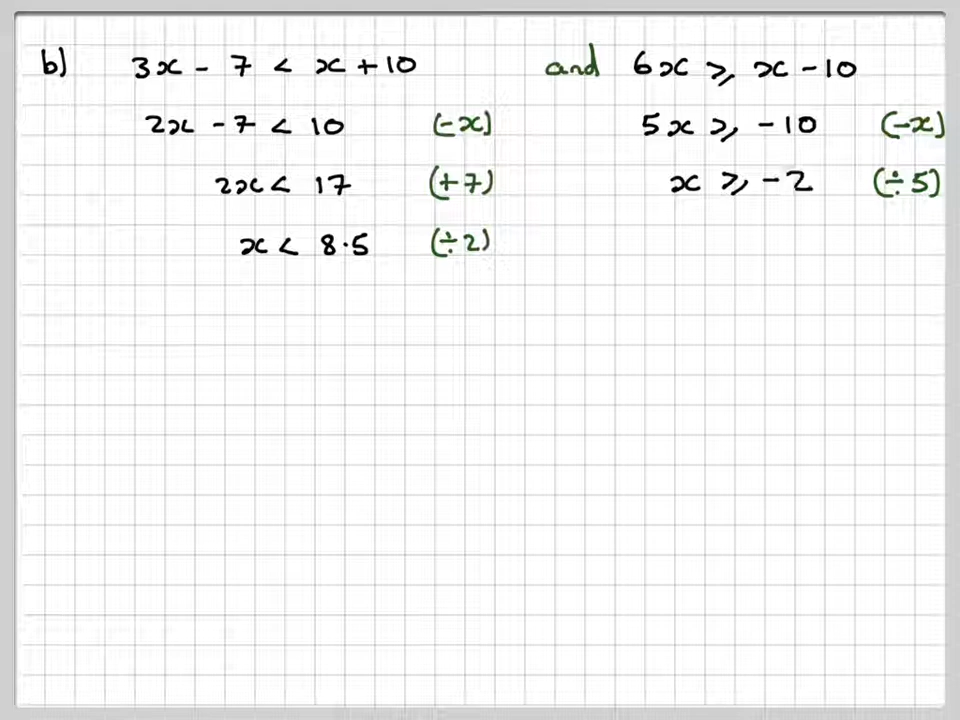 b) 3x - 7 < x + 10 and 6x ⩾ x - 10
2x - 7 < 10 (-x) 5x ⩾ -10 (-x)
2x < 17 (+7) x ⩾ -2 (÷5)
x < 8·5 (÷2)